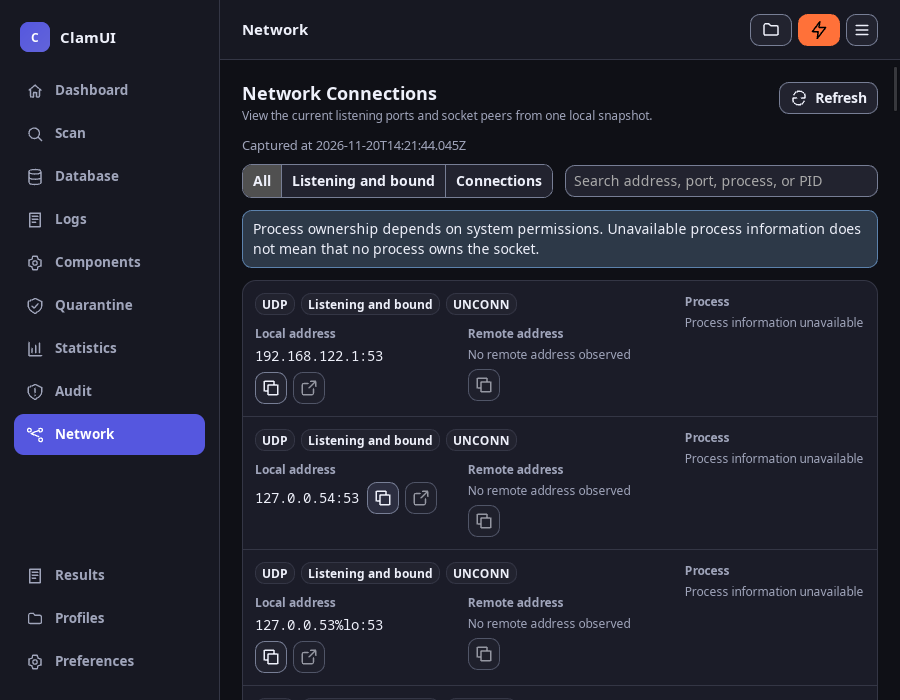 C ClamUI
Dashboard
Scan
Database
Logs
Components
Quarantine
Statistics
Audit
Network
Results
Profiles
Preferences
Network
Network Connections
View the current listening ports and socket peers from one local snapshot.
Refresh
Captured at 2026-11-20T14:21:44.045Z
All Listening and bound Connections Search address, port, process, or PID
Process ownership depends on system permissions. Unavailable process information does
not mean that no process owns the socket.
UDP Listening and bound UNCONN
Local address
192.168.122.1:53
Remote address
No remote address observed
Process
Process information unavailable
UDP Listening and bound UNCONN
Local address
127.0.0.54:53
Remote address
No remote address observed
Process
Process information unavailable
UDP Listening and bound UNCONN
Local address
127.0.0.53%lo:53
Remote address
No remote address observed
Process
Process information unavailable